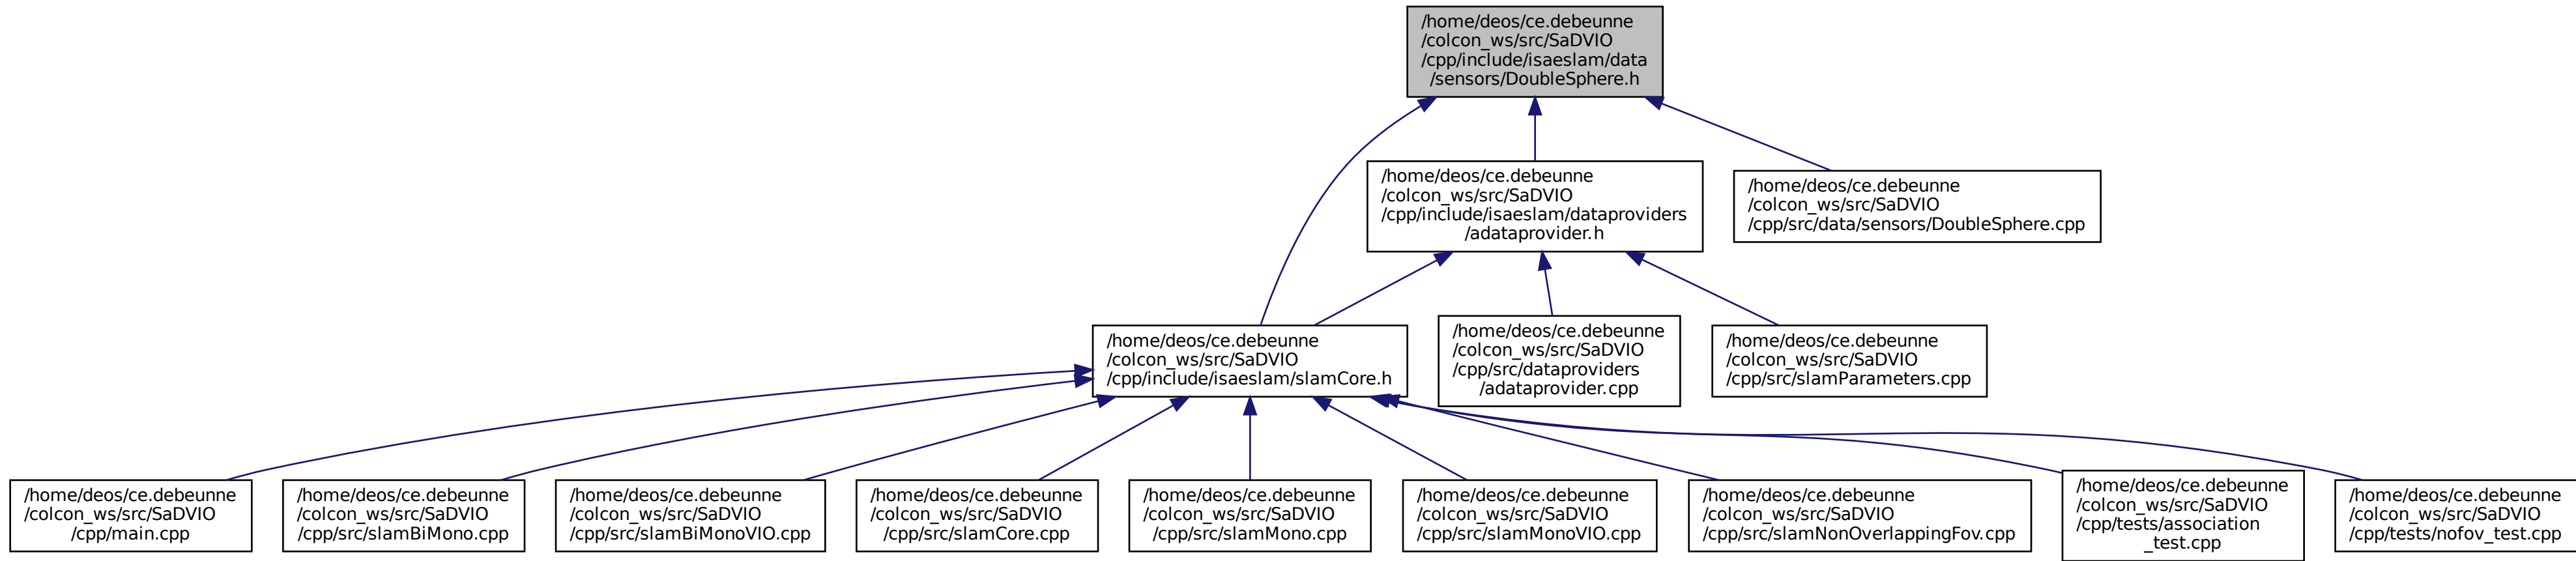 /home/deos/ce.debeunne
/colcon_ws/src/SaDVIO
/cpp/include/isaeslam/data
/sensors/DoubleSphere.h
/home/deos/ce.debeunne
/colcon_ws/src/SaDVIO
/cpp/include/isaeslam/dataproviders
/adataprovider.h
/home/deos/ce.debeunne
/colcon_ws/src/SaDVIO
/cpp/src/data/sensors/DoubleSphere.cpp
/home/deos/ce.debeunne
/colcon_ws/src/SaDVIO
/cpp/include/isaeslam/slamCore.h
/home/deos/ce.debeunne
/colcon_ws/src/SaDVIO
/cpp/src/dataproviders
/adataprovider.cpp
/home/deos/ce.debeunne
/colcon_ws/src/SaDVIO
/cpp/src/slamParameters.cpp
/home/deos/ce.debeunne
/colcon_ws/src/SaDVIO
/cpp/main.cpp
/home/deos/ce.debeunne
/colcon_ws/src/SaDVIO
/cpp/src/slamBiMono.cpp
/home/deos/ce.debeunne
/colcon_ws/src/SaDVIO
/cpp/src/slamBiMonoVIO.cpp
/home/deos/ce.debeunne
/colcon_ws/src/SaDVIO
/cpp/src/slamCore.cpp
/home/deos/ce.debeunne
/colcon_ws/src/SaDVIO
/cpp/src/slamMono.cpp
/home/deos/ce.debeunne
/colcon_ws/src/SaDVIO
/cpp/src/slamMonoVIO.cpp
/home/deos/ce.debeunne
/colcon_ws/src/SaDVIO
/cpp/src/slamNonOverlappingFov.cpp
/home/deos/ce.debeunne
/colcon_ws/src/SaDVIO
/cpp/tests/association
_test.cpp
/home/deos/ce.debeunne
/colcon_ws/src/SaDVIO
/cpp/tests/nofov_test.cpp